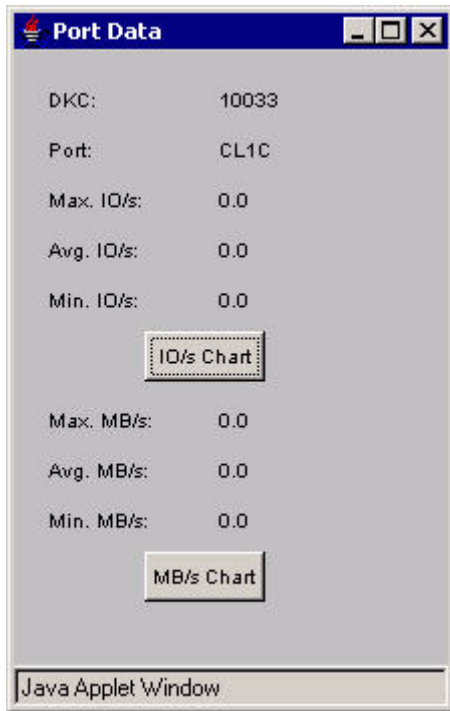 Port Data
DKC: 10033
Port: CL1C
Max. IO/s: 0.0
Avg. IO/s: 0.0
Min. IO/s: 0.0
IO/s Chart
Max. MB/s: 0.0
Avg. MB/s: 0.0
Min. MB/s: 0.0
MB/s Chart
Java Applet Window